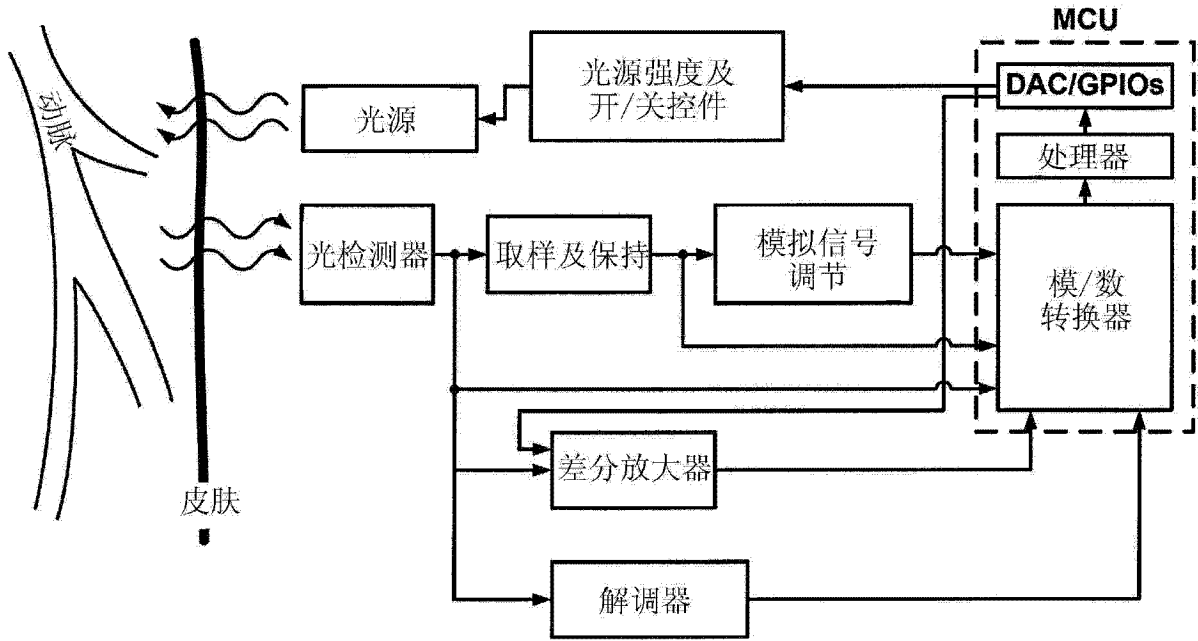 MCU
动脉
光源强度及
开/关控件
DAC/GPIOs
光源
处理器
光检测器
取样及保持
模拟信号
调节
模/数
转换器
差分放大器
皮肤
解调器